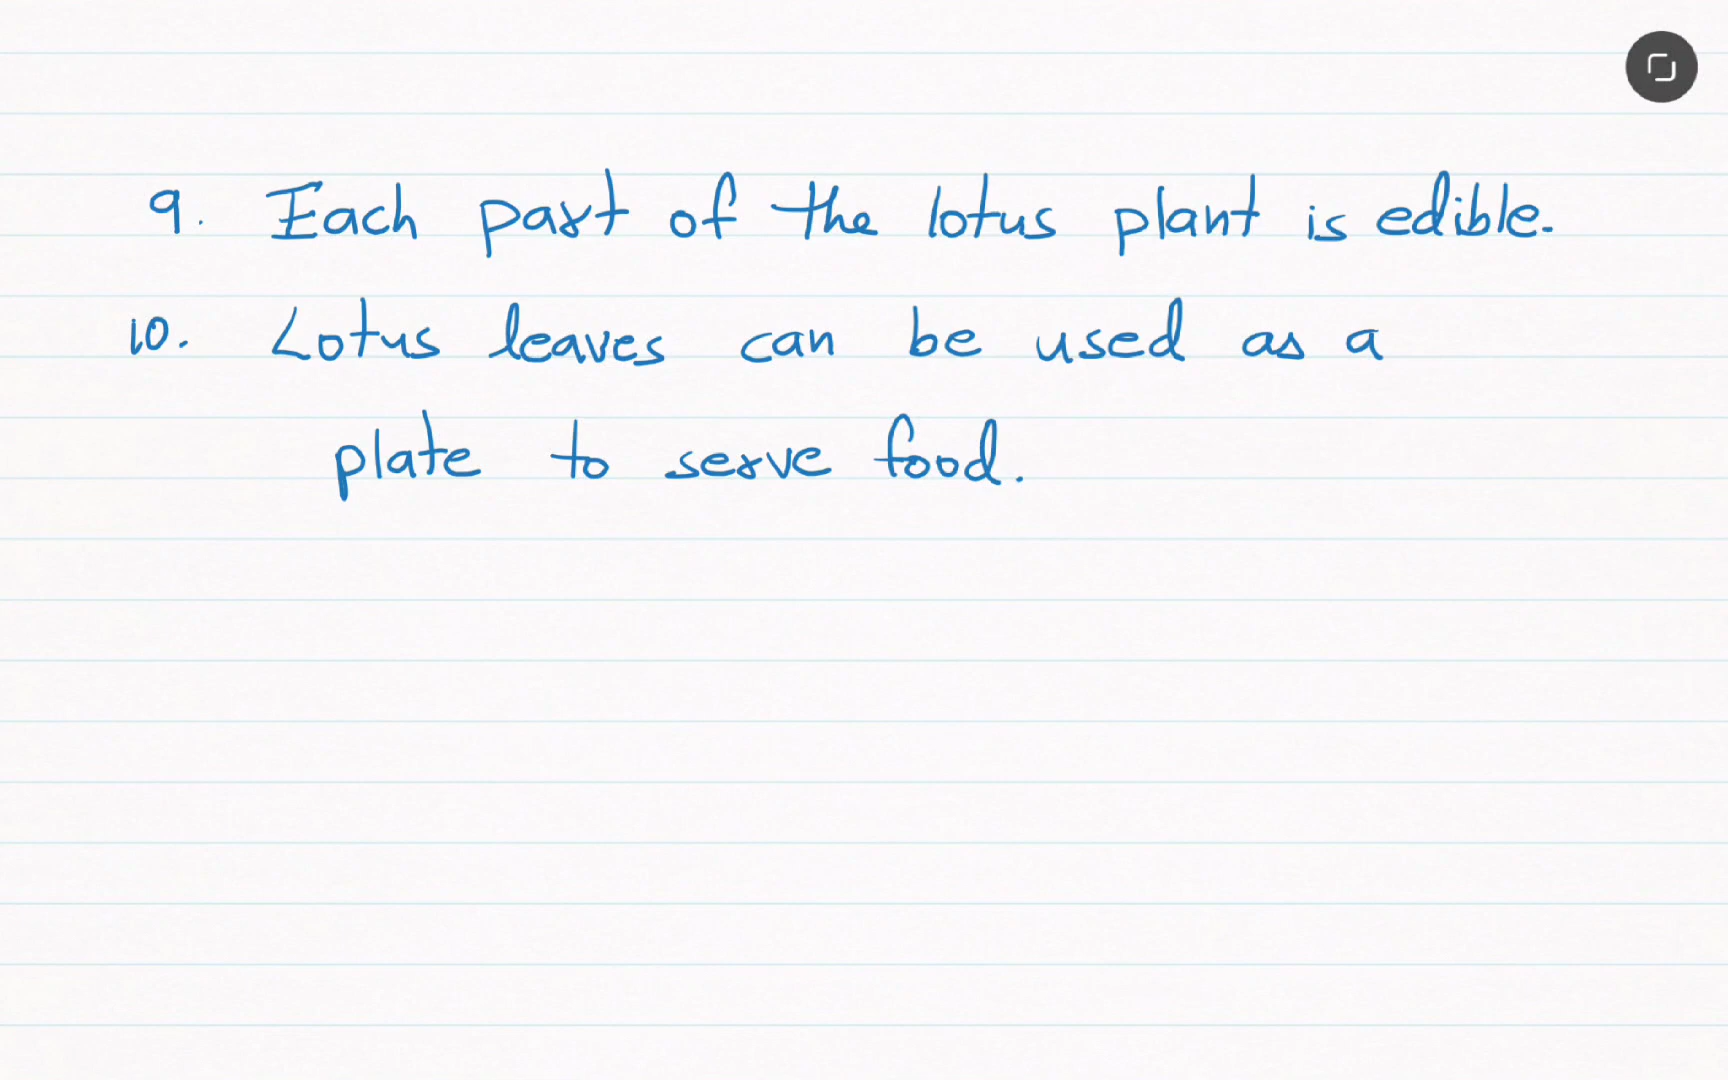 9. Each part of the lotus plant is edible.
10. Lotus leaves can be used as a
plate to serve food.